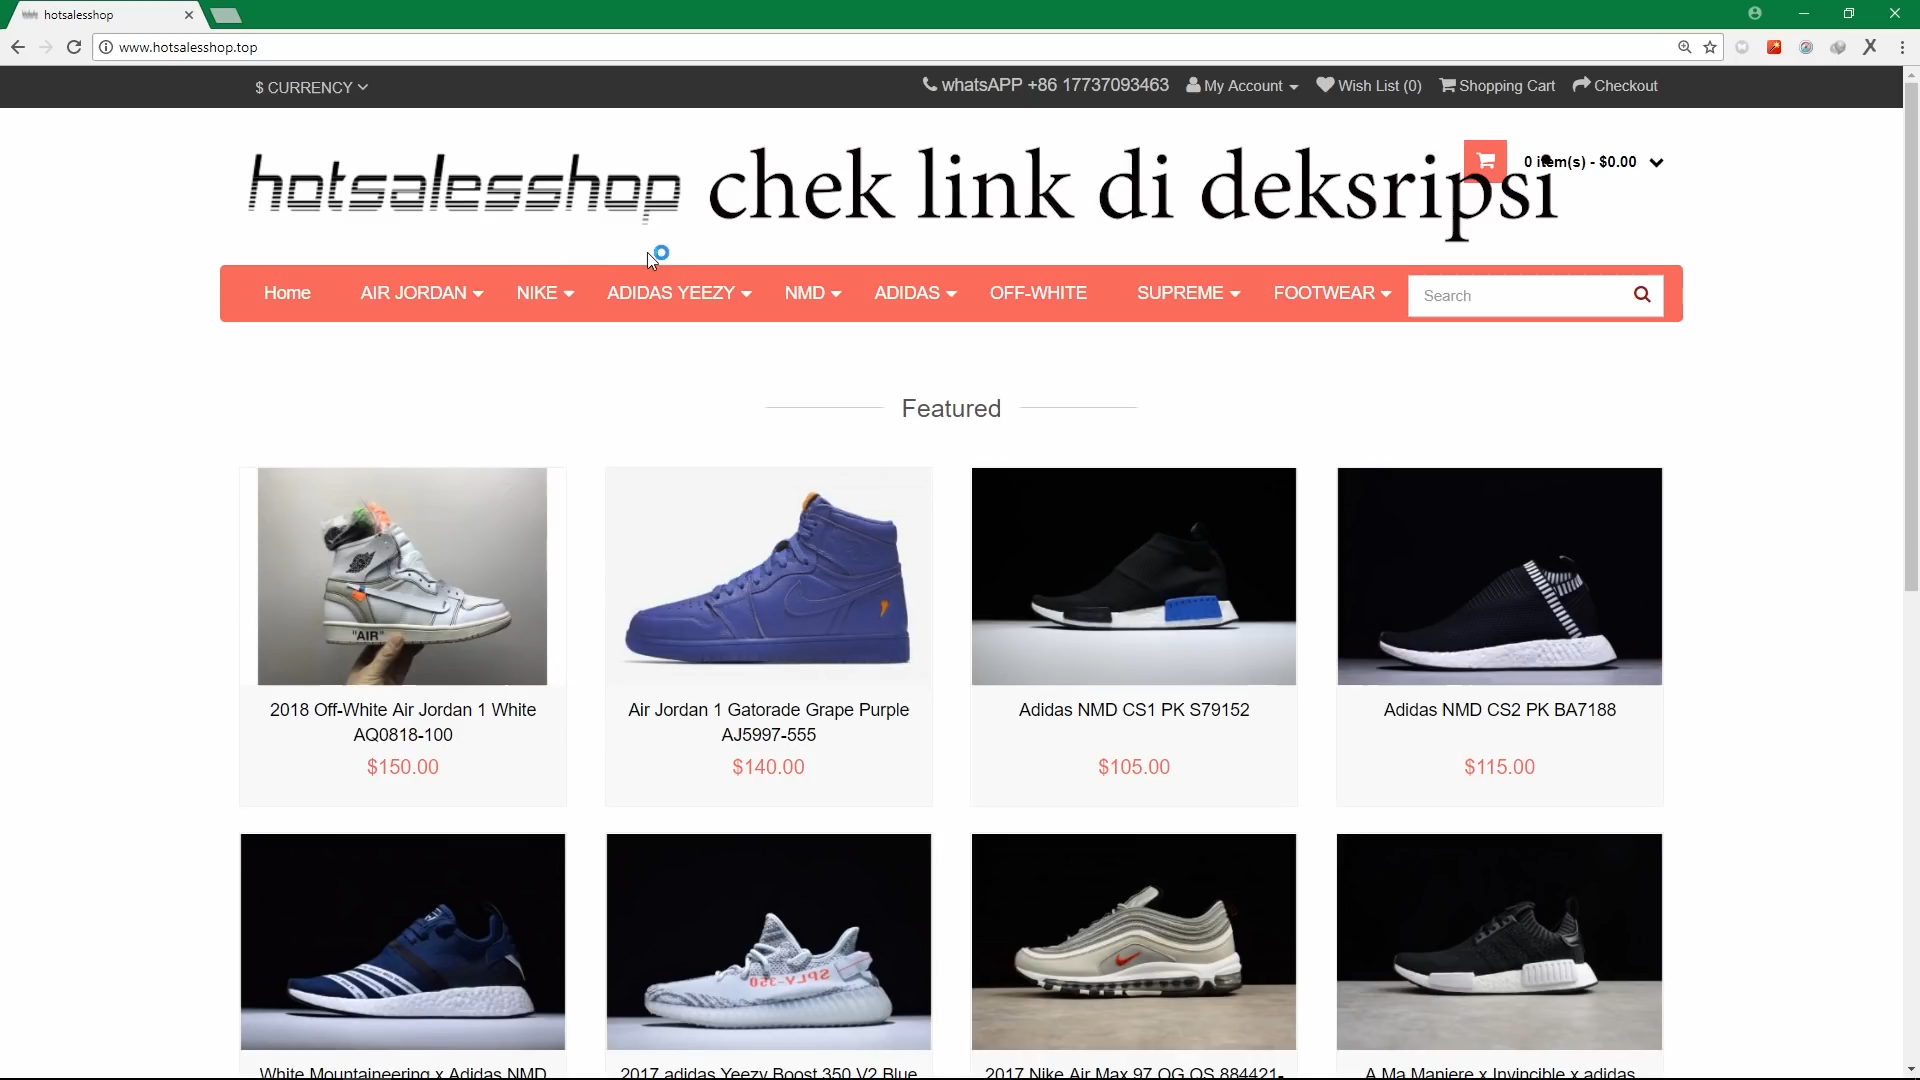 hotsalesshop
www.hotsalesshop.top
$ CURRENCY
whatsAPP +86 17737093463
My Account
Wish List (0)
Shopping Cart
Checkout
hotsalesshop
chek link di deksripsi
0 item(s) - $0.00
Home
AIR JORDAN
NIKE
ADIDAS YEEZY
NMD
ADIDAS
OFF-WHITE
SUPREME
FOOTWEAR
Search
Featured
"AIR"
2018 Off-White Air Jordan 1 White
AQ0818-100
$150.00
Air Jordan 1 Gatorade Grape Purple
AJ5997-555
$140.00
Adidas NMD CS1 PK S79152
$105.00
Adidas NMD CS2 PK BA7188
$115.00
SPLY-350
White Mountaineering x Adidas NMD
2017 adidas Yeezy Boost 350 V2 Blue
2017 Nike Air Max 97 OG QS 884421-
A Ma Maniere x Invincible x adidas